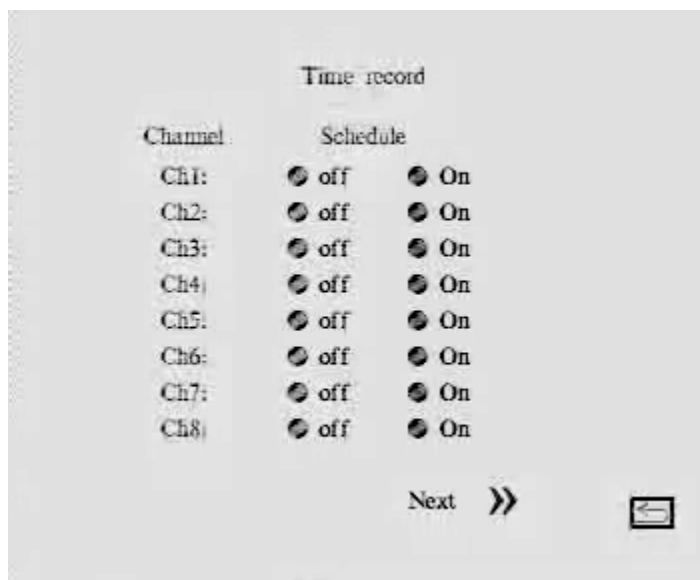 Time record
Channel Schedule
Ch1: off On
Ch2: off On
Ch3: off On
Ch4: off On
Ch5: off On
Ch6: off On
Ch7: off On
Ch8: off On
Next »